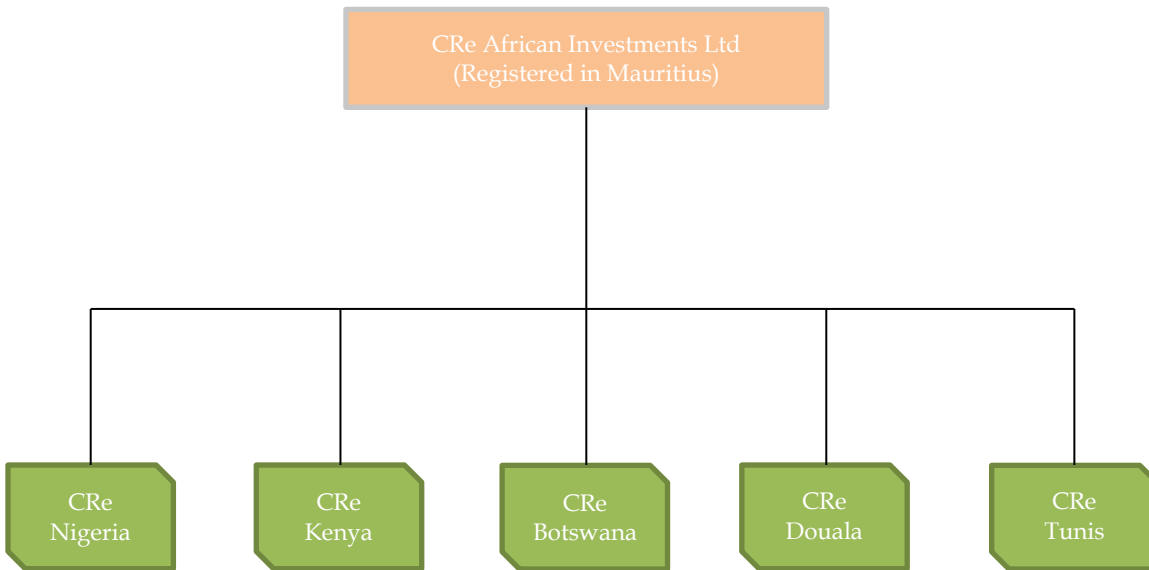 CRe African Investments Ltd
(Registered in Mauritius)
CRe
Nigeria
CRe
Kenya
CRe
Botswana
CRe
Douala
CRe
Tunis